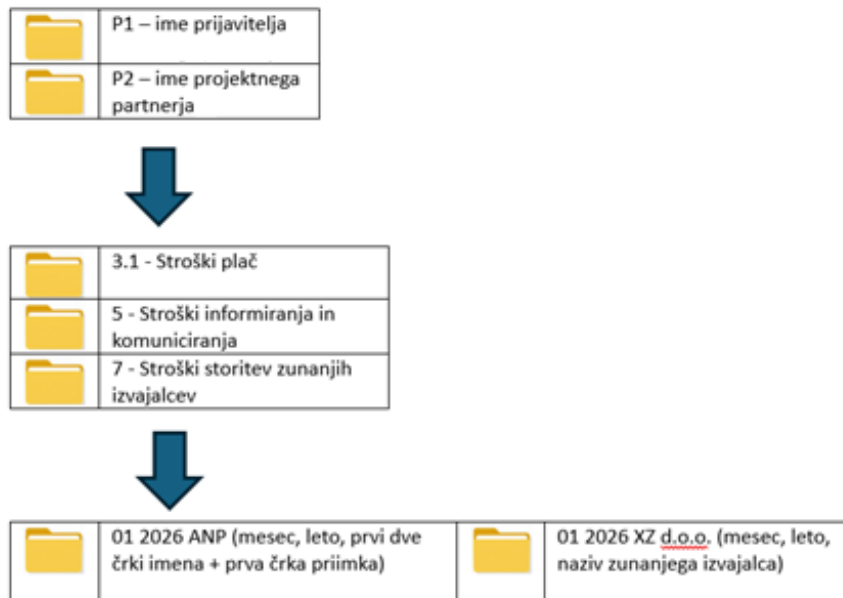 P1 – ime prijavitelja
P2 – ime projektnega
partnerja
3.1 - Stroški plač
5 - Stroški informiranja in
komuniciranja
7 - Stroški storitev zunanjih
izvajalcev
01 2026 ANP (mesec, leto, prvi dve
črki imena + prva črka priimka)
01 2026 XZ d.o.o. (mesec, leto,
naziv zunanjega izvajalca)